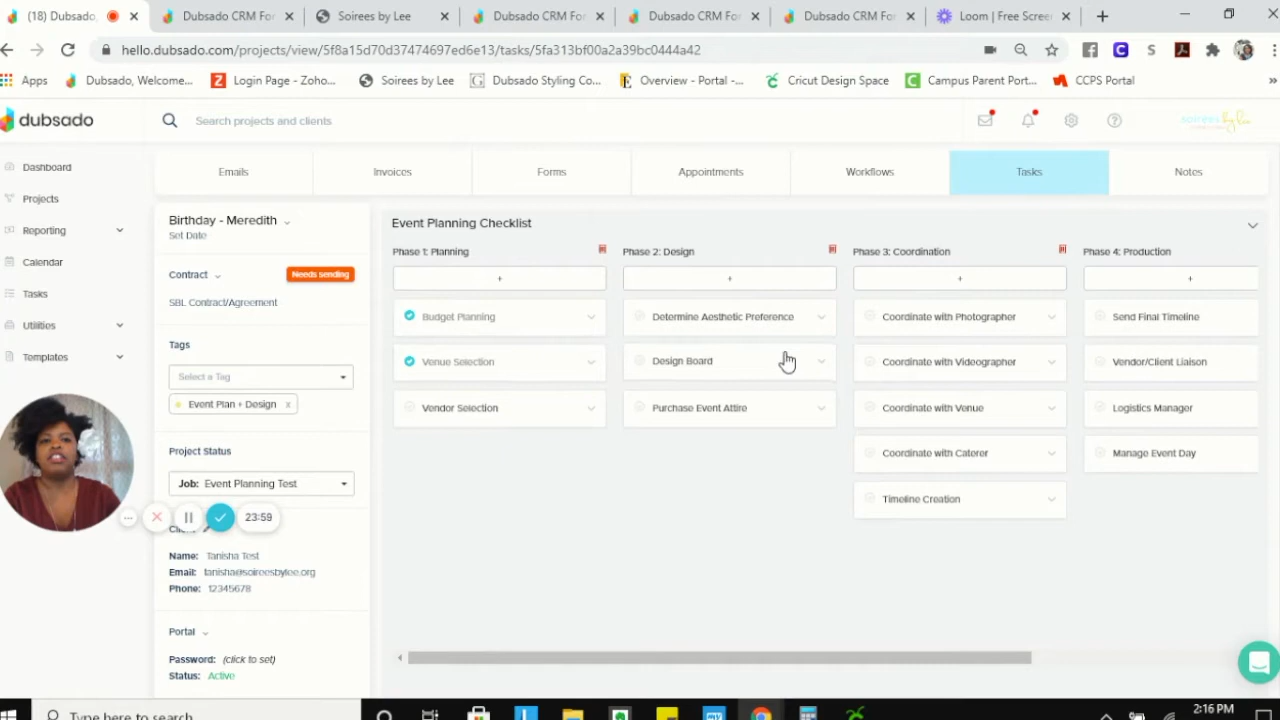 (18) Dubsado,
Dubsado CRM For
Soirees by Lee
Dubsado CRM For
Dubsado CRM For
Dubsado CRM For
Loom | Free Scree
hello.dubsado.com/projects/view/5f8a15d70d37474697ed6e13/tasks/5fa313bf00a2a39bc0444a42
Apps
Dubsado, Welcome...
Login Page - Zoho...
Soirees by Lee
Dubsado Styling Co...
Overview - Portal -...
Cricut Design Space
Campus Parent Port...
CCPS Portal
dubsado
Search projects and clients
soirées by lee
Dashboard
Projects
Reporting
Calendar
Tasks
Utilities
Templates
Emails
Invoices
Forms
Appointments
Workflows
Tasks
Notes
Birthday - Meredith
Set Date
Contract
Needs sending
SBL Contract/Agreement
Tags
Select a Tag
Event Plan + Design x
Project Status
Job: Event Planning Test
23:59
Name: Tanisha Test
Email: tanisha@soireesbylee.org
Phone: 12345678
Portal
Password: (click to set)
Status: Active
Event Planning Checklist
Phase 1: Planning
+
Budget Planning
Venue Selection
Vendor Selection
Phase 2: Design
+
Determine Aesthetic Preference
Design Board
Purchase Event Attire
Phase 3: Coordination
+
Coordinate with Photographer
Coordinate with Videographer
Coordinate with Venue
Coordinate with Caterer
Timeline Creation
Phase 4: Production
+
Send Final Timeline
Vendor/Client Liaison
Logistics Manager
Manage Event Day
Type here to search
2:16 PM